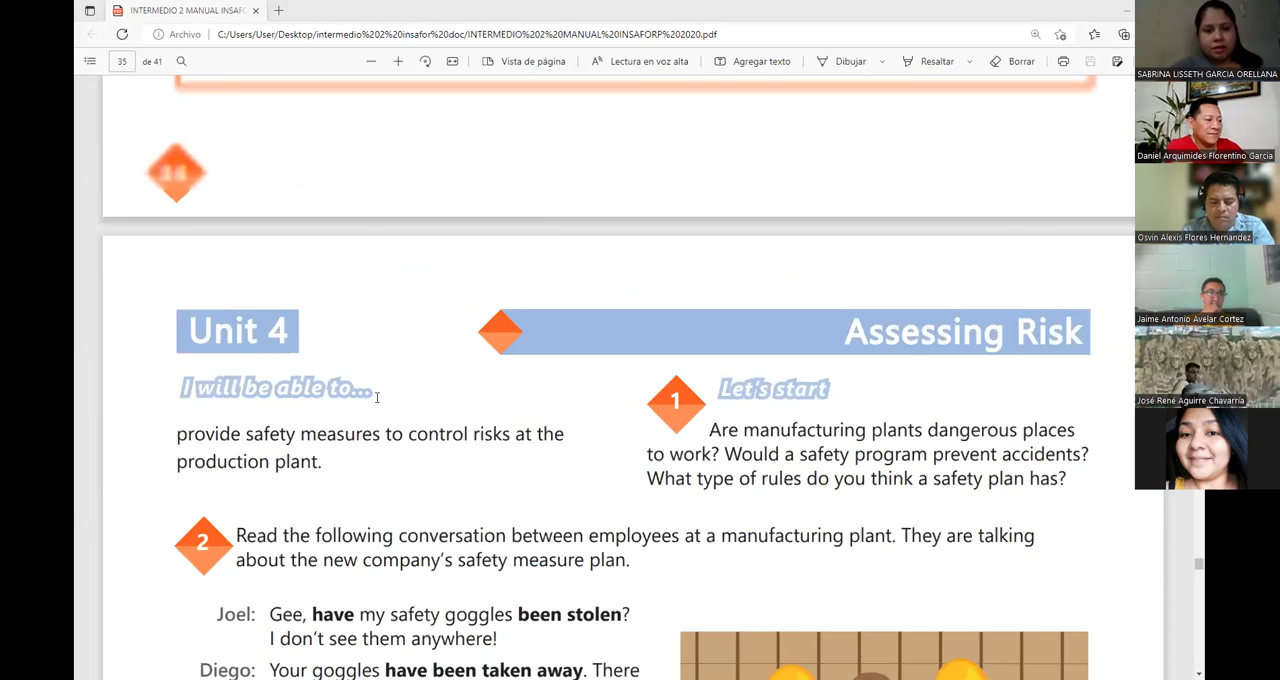 INTERMEDIO 2 MANUAL INSAF
Archivo
C:/Users/User/Desktop/intermedio%202%20insafor%20doc/INTERMEDIO%202%20MANUAL%20INSAFORP%202020.pdf
35 de 41
Vista de página
Lectura en voz alta
Agregar texto
Dibujar
Resaltar
Borrar
Unit 4
Assessing Risk
I will be able to...
provide safety measures to control risks at the
production plant.
1
Let's start
Are manufacturing plants dangerous places
to work? Would a safety program prevent accidents?
What type of rules do you think a safety plan has?
2
Read the following conversation between employees at a manufacturing plant. They are talking
about the new company's safety measure plan.
Joel: Gee, have my safety goggles been stolen?
I don't see them anywhere!
Diego: Your goggles have been taken away. There
SABRINA LISSETH GARCIA ORELLANA
Daniel Arquimides Florentino Garcia
Osvin Alexis Flores Hernandez
Jaime Antonio Avelar Cortez
José René Aguirre Chavarría